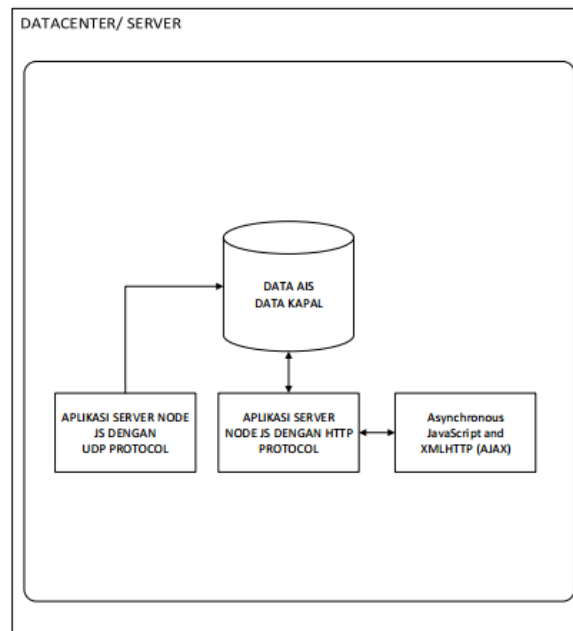 DATACENTER/ SERVER
DATA AIS
DATA KAPAL
APLIKASI SERVER NODE
JS DENGAN
UDP PROTOCOL
APLIKASI SERVER
NODE JS DENGAN HTTP
PROTOCOL
Asynchronous
JavaScript and
XMLHTTP (AJAX)